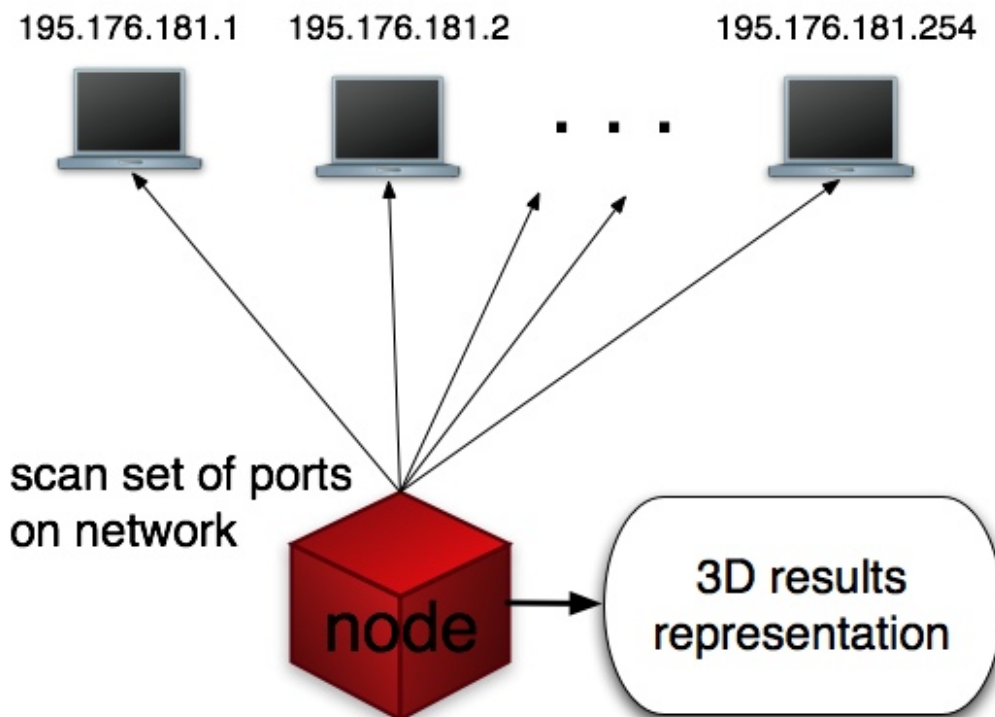 195.176.181.1
195.176.181.2
195.176.181.254
. . .
scan set of ports
on network
node
3D results
representation